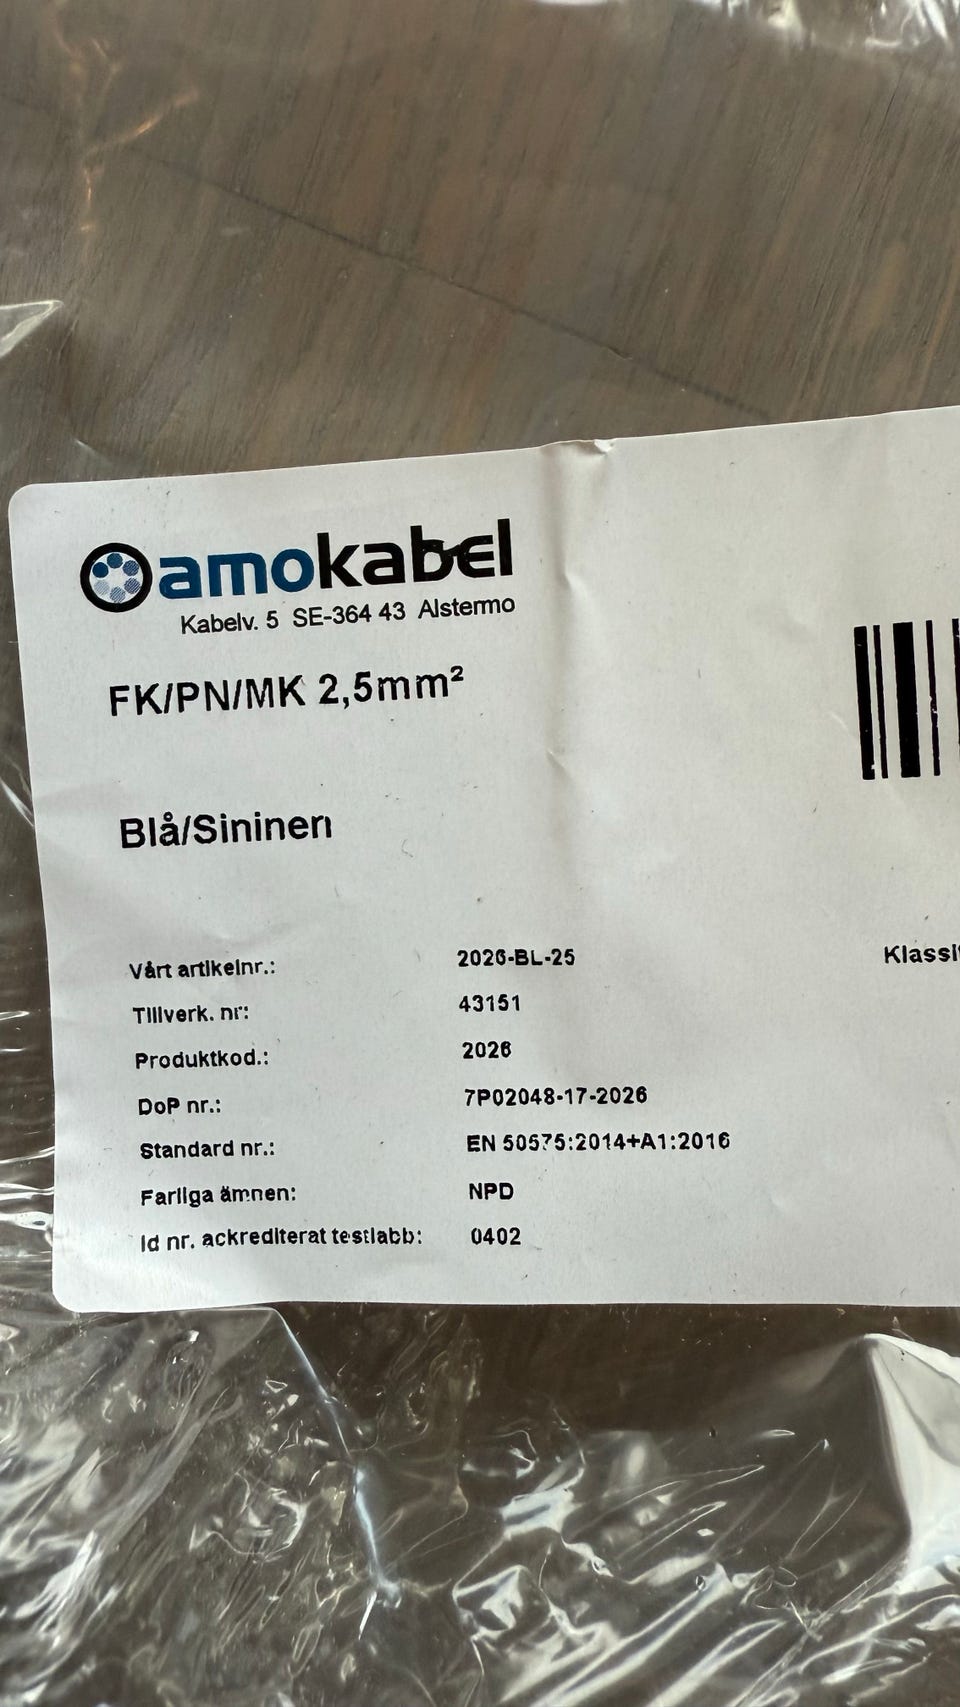 amokabel
Kabelv. 5 SE-364 43 Alstermo
FK/PN/MK 2,5mm²
Blå/Sininen
Vårt artikelnr.: 2026-BL-25
Klassi
Tillverk. nr: 43151
Produktkod.: 2026
DoP nr.: 7P02048-17-2026
Standard nr.: EN 50575:2014+A1:2016
Farliga ämnen: NPD
Id nr. ackrediterat testlabb: 0402